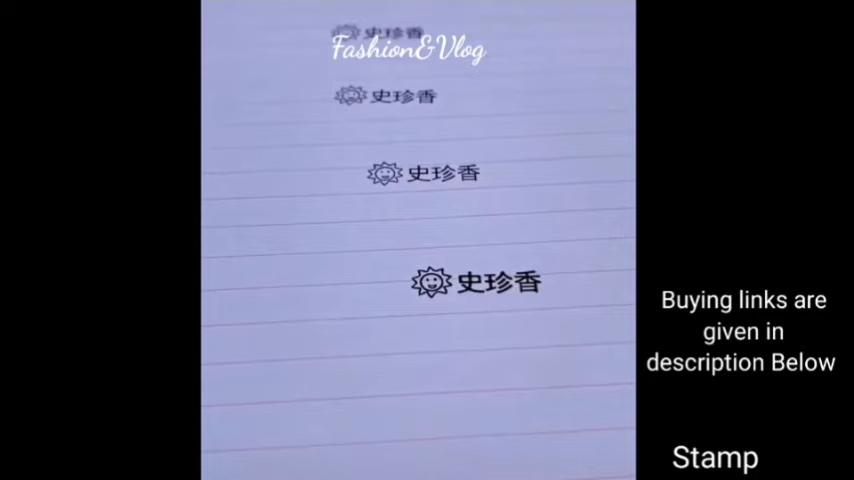 史珍香
Fashion&Vlog
史珍香
史珍香
史珍香
Buying links are
given in
description Below
Stamp